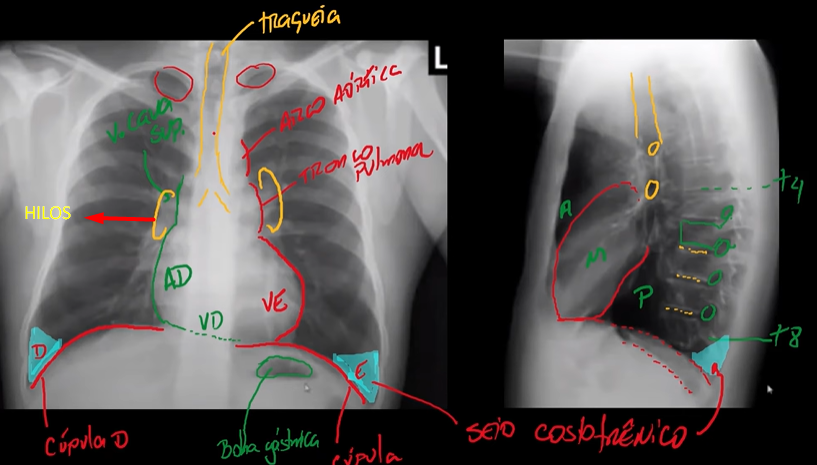 traqueia
L
V. Cava
SUP.
ARCO AÓRTICO
TRONCO
PULMONAR
HILOS
AD
VD
VE
D
E
Cúpula D
Bolha gástrica
cúpula
SEIO COSTOFRÊNICO
A
M
P
T4
T8